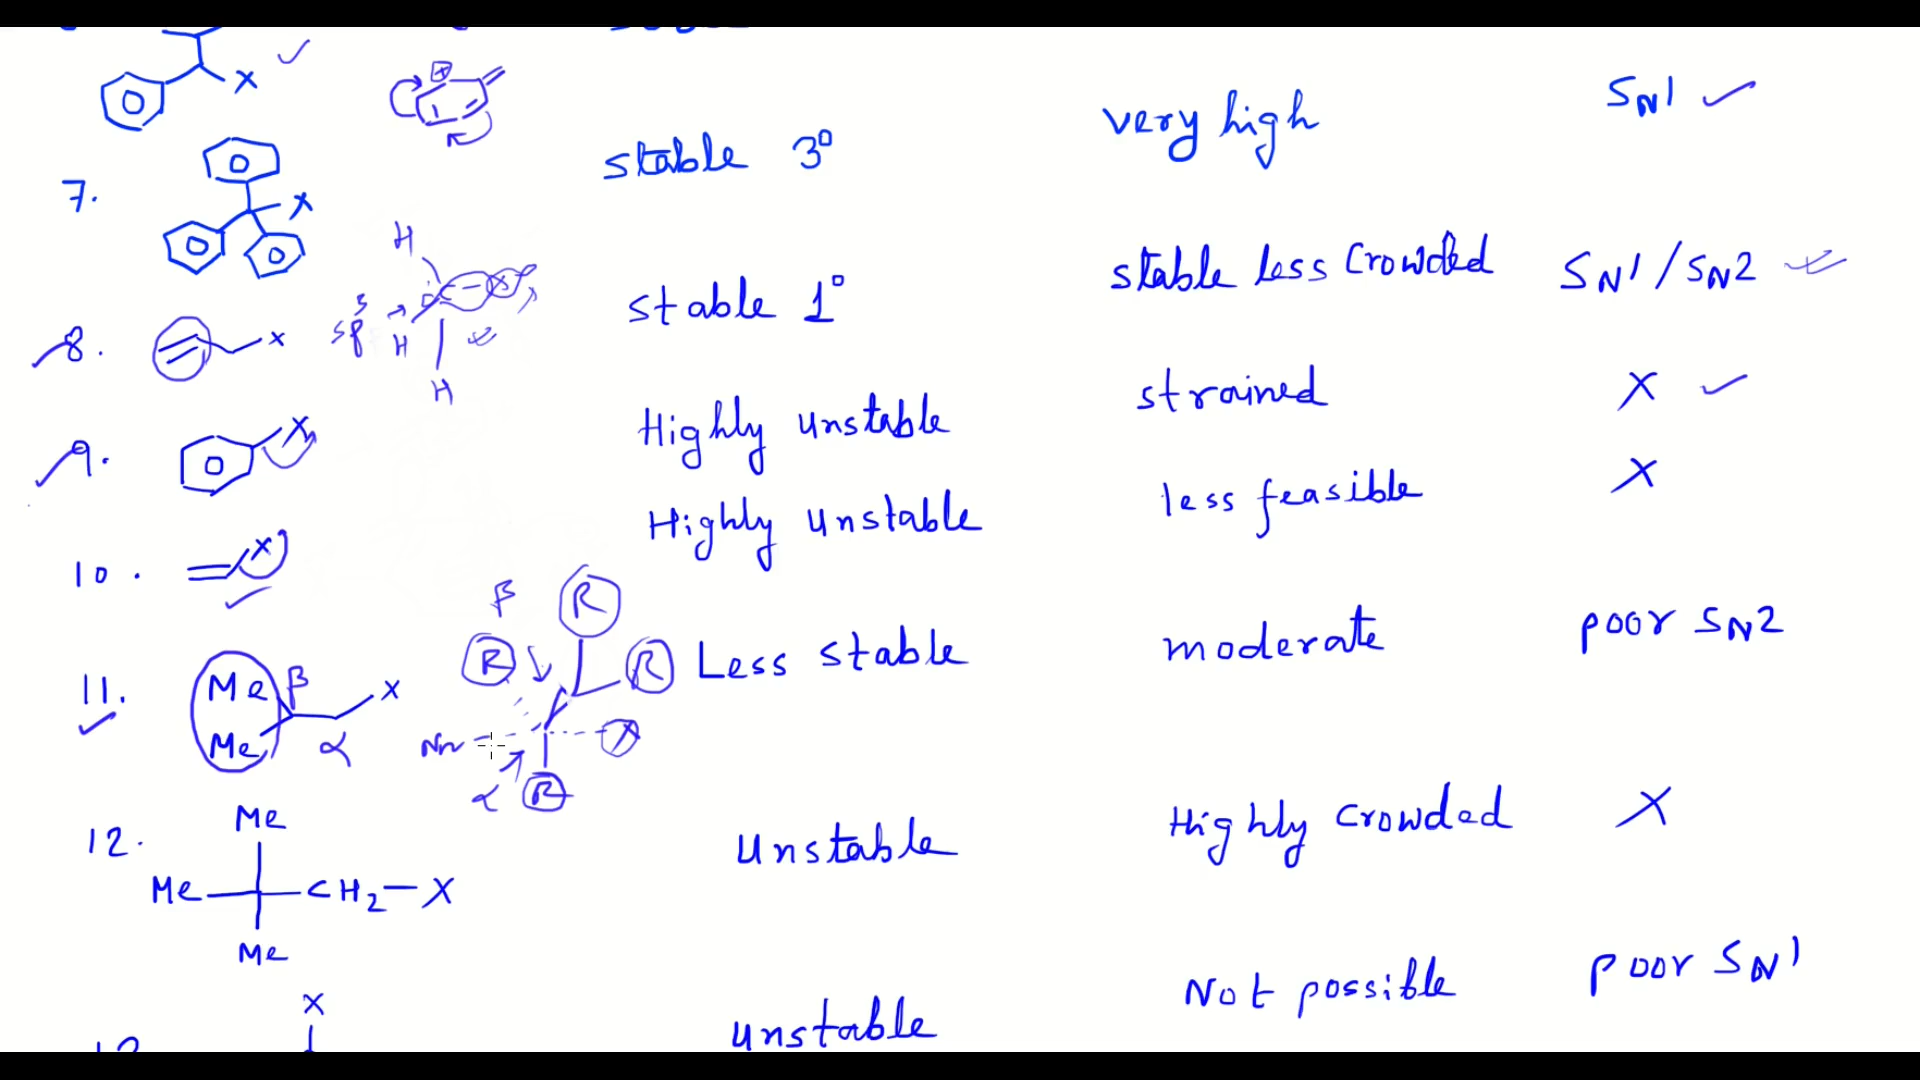 X
SN1
very high
stable 3°
7.
X
H
stable less Crowded
SN1/SN2
stable 1°
sp3
H
8.
X
H
strained
X
Highly unstable
9.
X
less feasible
X
Highly unstable
10.
X
β
R
poor SN2
R
R
Less stable
moderate
11.
Me β
X
Me
α
Nu
X
α
R
Me
12.
Highly Crowded
X
Unstable
Me
CH2-X
Me
poor SN1
Not possible
X
unstable